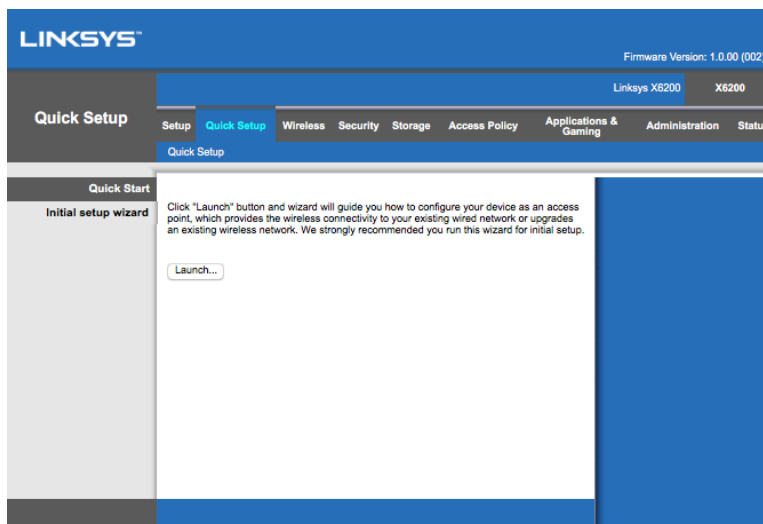 LINKSYS™
Firmware Version: 1.0.00 (002)
Linksys X6200 X6200
Quick Setup
Setup Quick Setup Wireless Security Storage Access Policy Applications & Gaming Administration Statu
Quick Setup
Quick Start
Initial setup wizard
Click "Launch" button and wizard will guide you how to configure your device as an access
point, which provides the wireless connectivity to your existing wired network or upgrades
an existing wireless network. We strongly recommended you run this wizard for initial setup.
Launch...